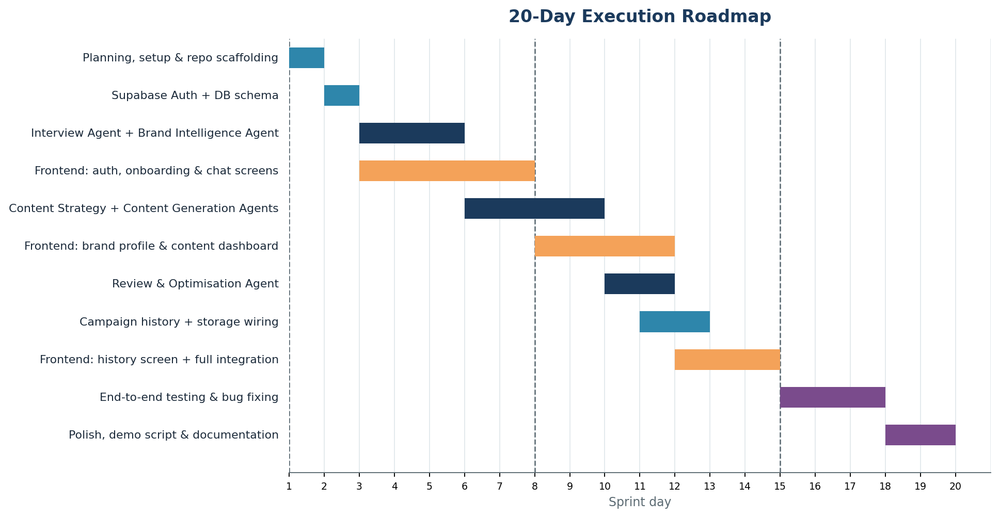 20-Day Execution Roadmap
Planning, setup & repo scaffolding
Supabase Auth + DB schema
Interview Agent + Brand Intelligence Agent
Frontend: auth, onboarding & chat screens
Content Strategy + Content Generation Agents
Frontend: brand profile & content dashboard
Review & Optimisation Agent
Campaign history + storage wiring
Frontend: history screen + full integration
End-to-end testing & bug fixing
Polish, demo script & documentation
1 2 3 4 5 6 7 8 9 10 11 12 13 14 15 16 17 18 19 20
Sprint day